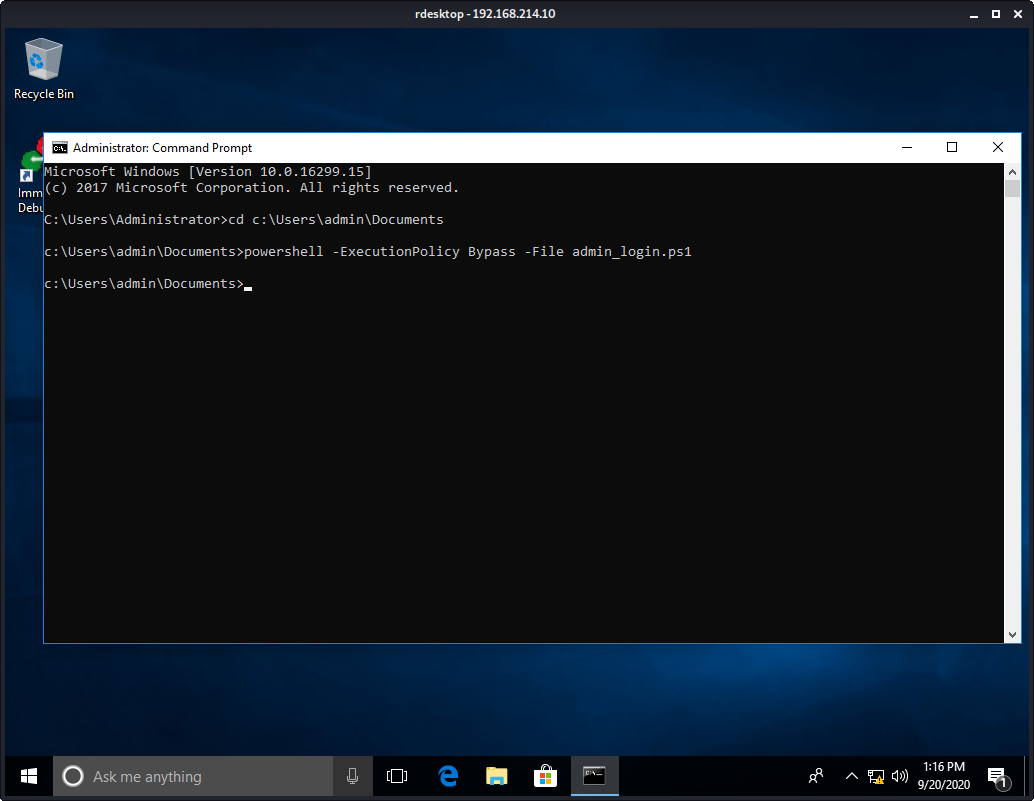 rdesktop - 192.168.214.10
Recycle Bin
Imm
Debu
Administrator: Command Prompt
Microsoft Windows [Version 10.0.16299.15]
(c) 2017 Microsoft Corporation. All rights reserved.
C:\Users\Administrator>cd c:\Users\admin\Documents
c:\Users\admin\Documents>powershell -ExecutionPolicy Bypass -File admin_login.ps1
c:\Users\admin\Documents>
Ask me anything
1:16 PM
9/20/2020
1